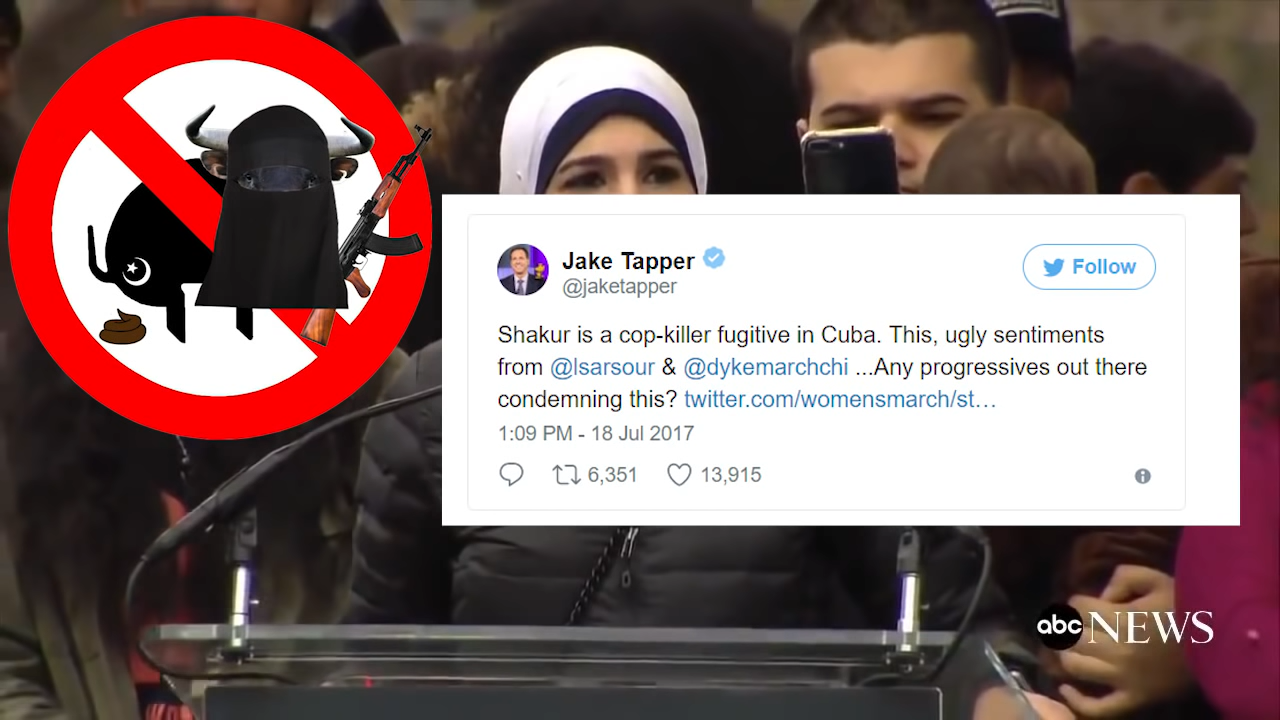 Jake Tapper
@jaketapper
Follow
Shakur is a cop-killer fugitive in Cuba. This, ugly sentiments
from @lsarsour & @dykemarchchi ...Any progressives out there
condemning this? twitter.com/womensmarch/st…
1:09 PM - 18 Jul 2017
6,351
13,915
abc NEWS